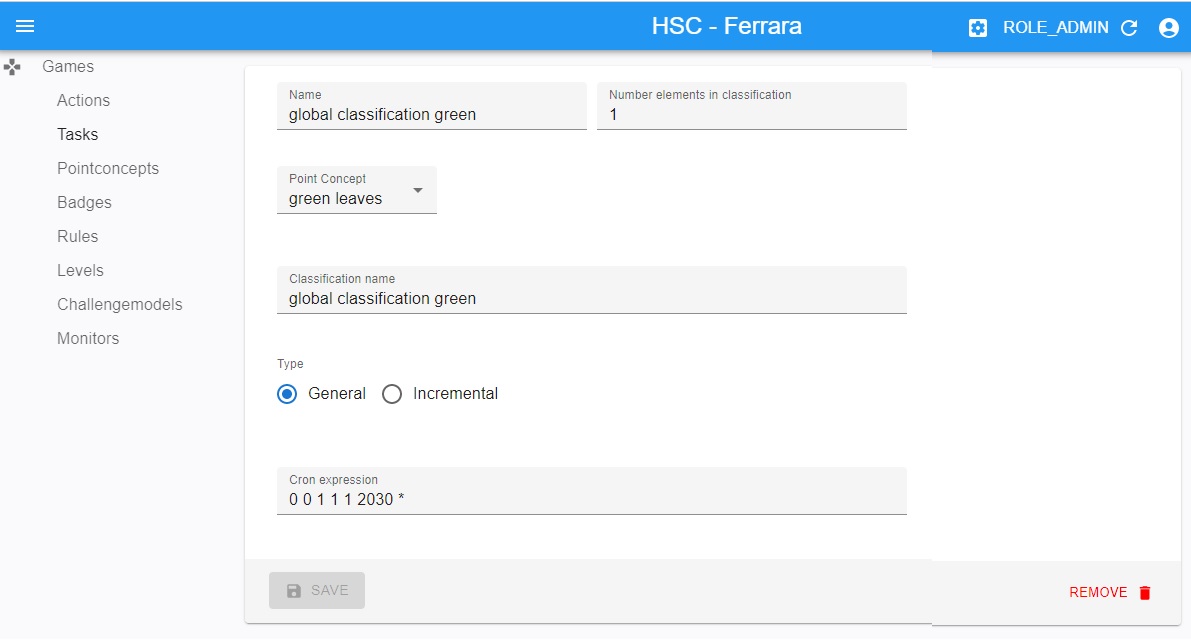 HSC - Ferrara
ROLE_ADMIN
Games
Actions
Tasks
Pointconcepts
Badges
Rules
Levels
Challengemodels
Monitors
Name
global classification green
Number elements in classification
1
Point Concept
green leaves
Classification name
global classification green
Type
General
Incremental
Cron expression
0 0 1 1 1 2030 *
SAVE
REMOVE